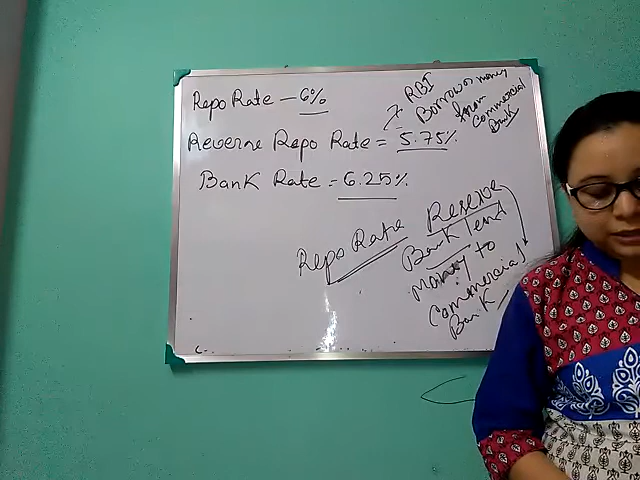 Repo Rate - 6%
Reverse Repo Rate = 5.75%
RBI
Borrows money
from
commercial
Bank
Bank Rate = 6.25%
Repo Rate
Reserve
Bank lend
Money to
Commercial
Bank